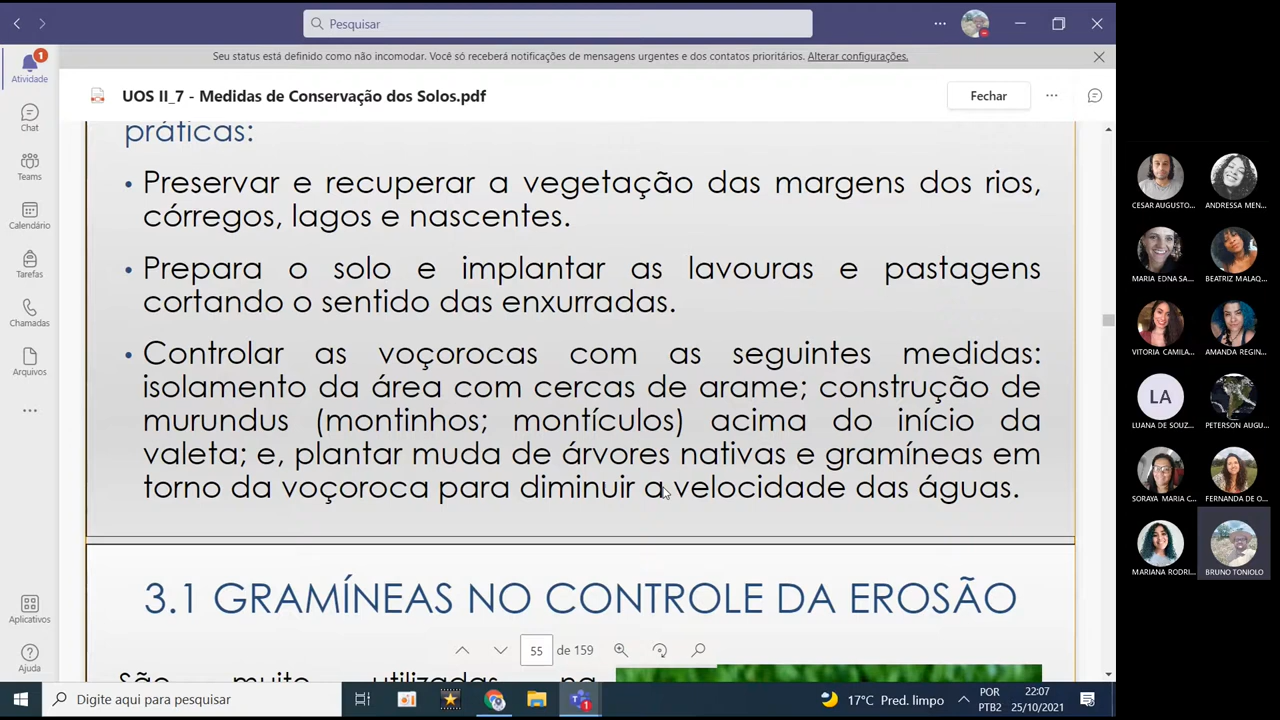 Pesquisar
Seu status está definido como não incomodar. Você só receberá notificações de mensagens urgentes e dos contatos prioritários. Alterar configurações.
1
Atividade
Chat
Teams
Calendário
Tarefas
Chamadas
Arquivos
Aplicativos
Ajuda
UOS II_7 - Medidas de Conservação dos Solos.pdf
Fechar
práticas:
• Preservar e recuperar a vegetação das margens dos rios,
córregos, lagos e nascentes.
• Prepara o solo e implantar as lavouras e pastagens
cortando o sentido das enxurradas.
• Controlar as voçorocas com as seguintes medidas:
isolamento da área com cercas de arame; construção de
murundus (montinhos; montículos) acima do início da
valeta; e, plantar muda de árvores nativas e gramíneas em
torno da voçoroca para diminuir a velocidade das águas.
3.1 GRAMÍNEAS NO CONTROLE DA EROSÃO
55 de 159
São muito utilizadas na
CESAR AUGUSTO...
ANDRESSA MEN...
MARIA EDNA SA...
BEATRIZ MALAQ...
VITORIA CAMILA...
AMANDA REGIN...
LA
LUANA DE SOUZ...
PETERSON AUGU...
SORAYA MARIA C...
FERNANDA DE O...
MARIANA RODRI...
BRUNO TONIOLO
Digite aqui para pesquisar
1
17°C Pred. limpo
POR
PTB2
22:07
25/10/2021